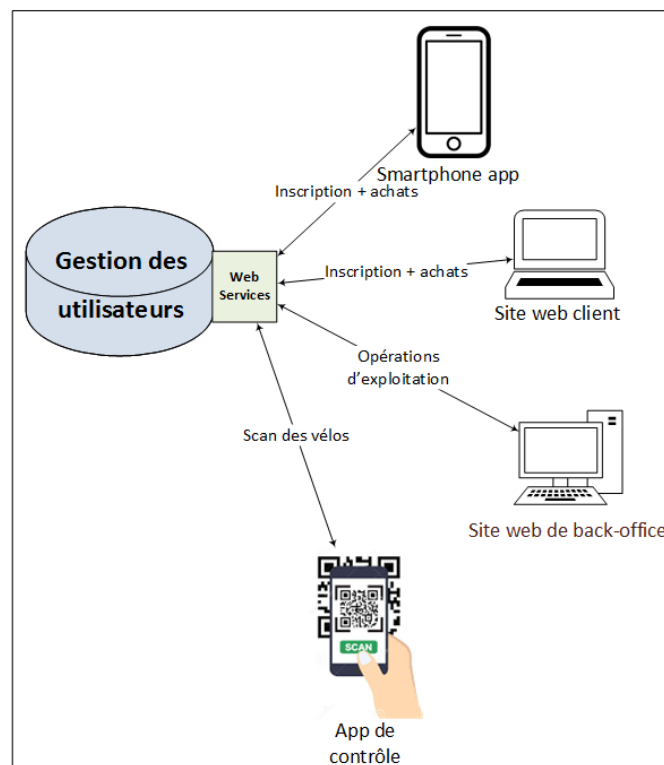 Smartphone app
Inscription + achats
Gestion des
utilisateurs
Web
Services
Inscription + achats
Site web client
Opérations
d'exploitation
Scan des vélos
Site web de back-office
SCAN
App de
contrôle